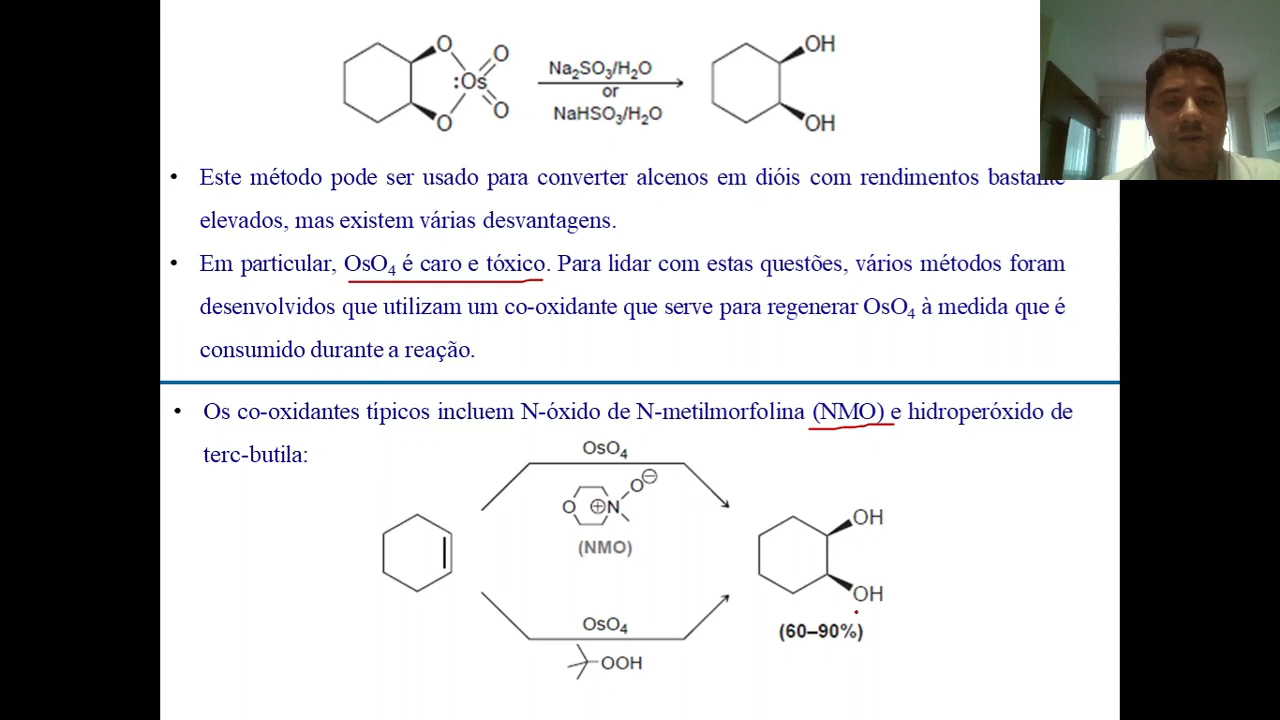 O O
:Os
O O
Na₂SO₃/H₂O
or
NaHSO₃/H₂O
OH
OH
• Este método pode ser usado para converter alcenos em dióis com rendimentos bastante
elevados, mas existem várias desvantagens.
• Em particular, OsO₄ é caro e tóxico. Para lidar com estas questões, vários métodos foram
desenvolvidos que utilizam um co-oxidante que serve para regenerar OsO₄ à medida que é
consumido durante a reação.
• Os co-oxidantes típicos incluem N-óxido de N-metilmorfolina (NMO) e hidroperóxido de
terc-butila:
OsO₄
O⊖
O ⊕N
(NMO)
OsO₄
OOH
OH
OH
(60–90%)